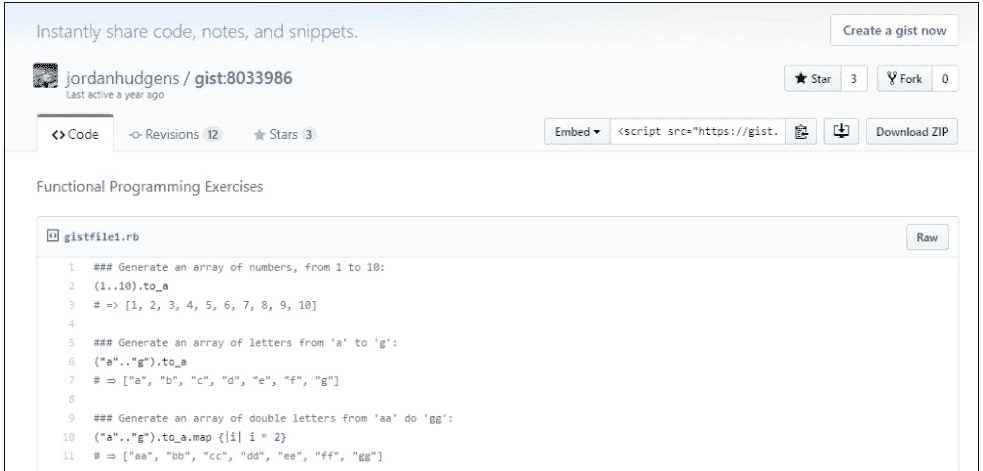 Instantly share code, notes, and snippets.
Create a gist now
jordanhudgens / gist:8033986
Last active a year ago
Star 3
Fork 0
<> Code
Revisions 12
Stars 3
Embed
<script src="https://gist.
Download ZIP
Functional Programming Exercises
gistfile1.rb
Raw
1 ### Generate an array of numbers, from 1 to 10:
2 (1..10).to_a
3 # => [1, 2, 3, 4, 5, 6, 7, 8, 9, 10]
4
5 ### Generate an array of letters from 'a' to 'g':
6 ("a".."g").to_a
7 # ⇒ ["a", "b", "c", "d", "e", "f", "g"]
8
9 ### Generate an array of double letters from 'aa' do 'gg':
10 ("a".."g").to_a.map {|i| i * 2}
11 # ⇒ ["aa", "bb", "cc", "dd", "ee", "ff", "gg"]